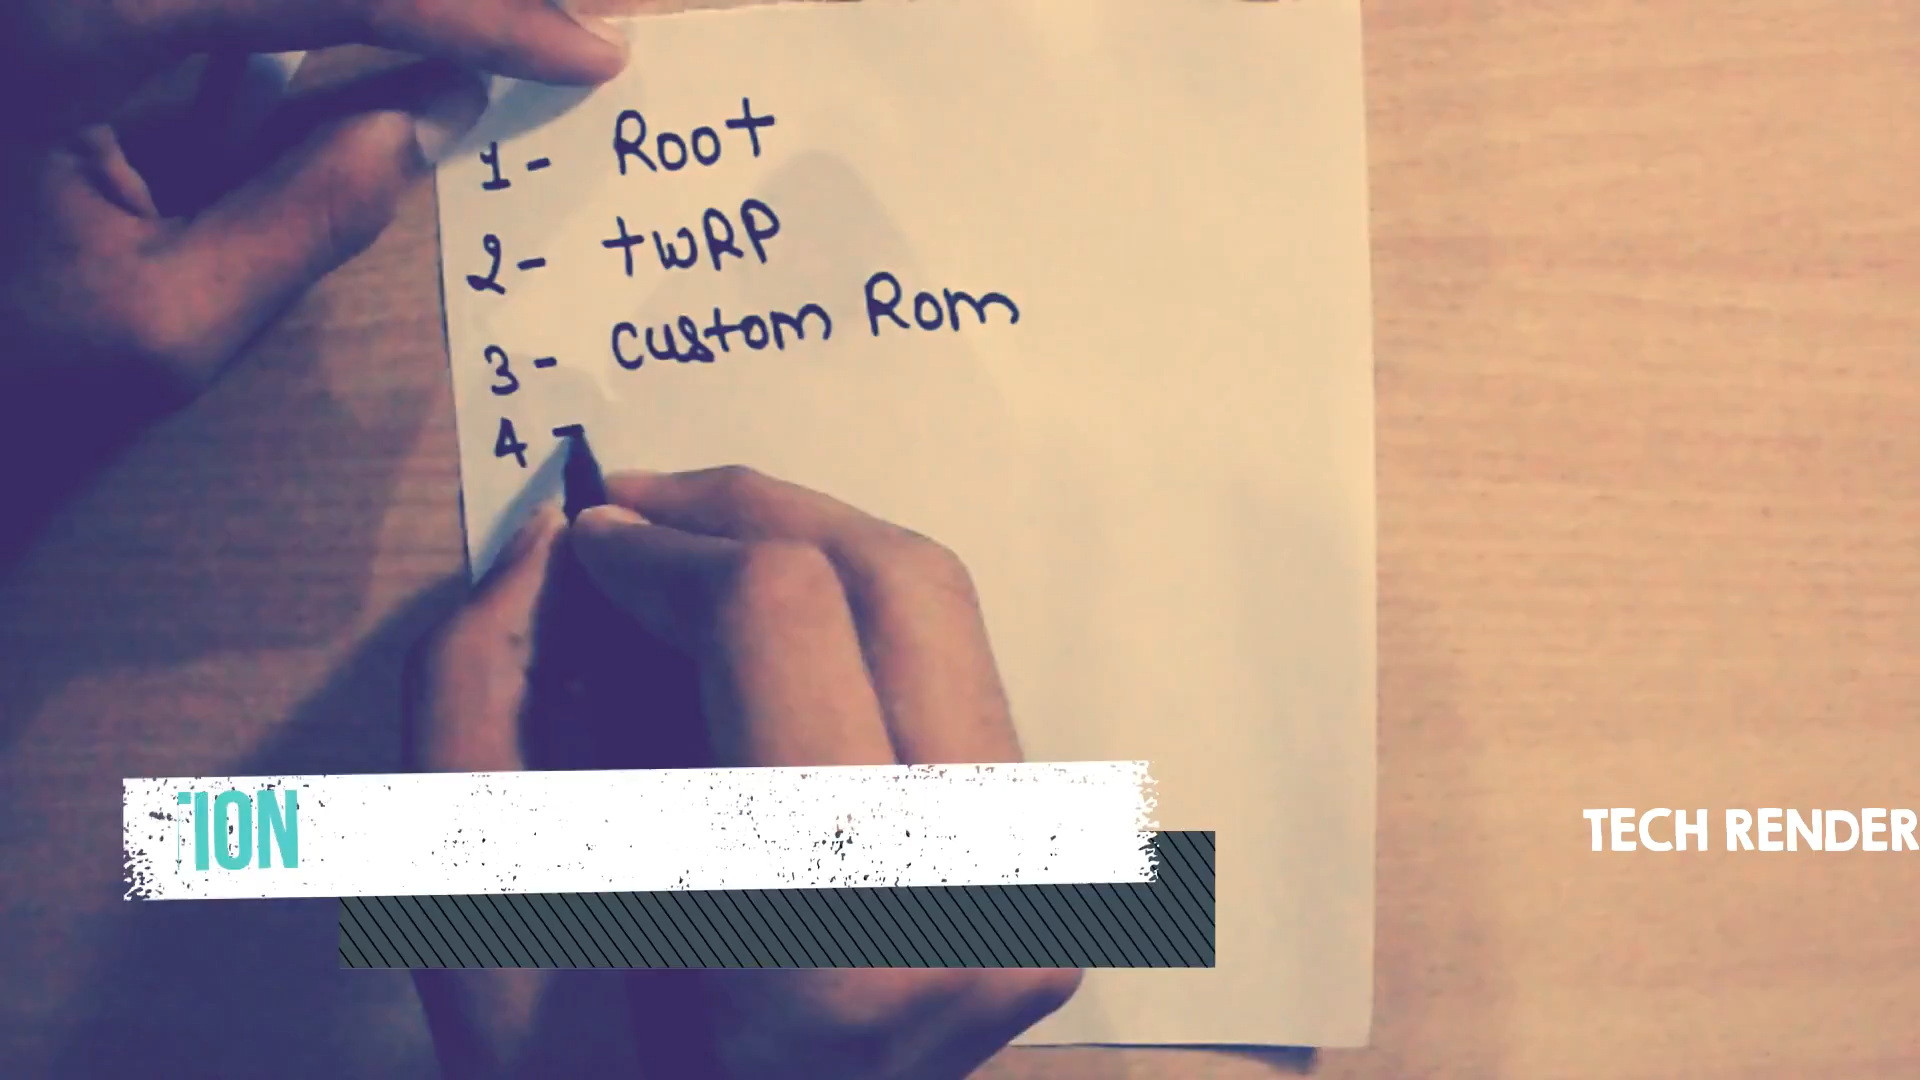 1- Root
2- twRP
3- Custom Rom
4 -
ION
TECH RENDER